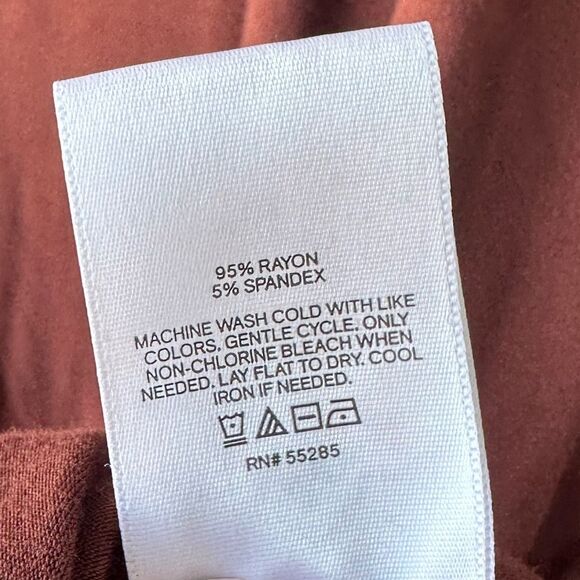 95% RAYON
5% SPANDEX
MACHINE WASH COLD WITH LIKE
COLORS. GENTLE CYCLE. ONLY
NON-CHLORINE BLEACH WHEN
NEEDED. LAY FLAT TO DRY. COOL
IRON IF NEEDED.
RN# 55285